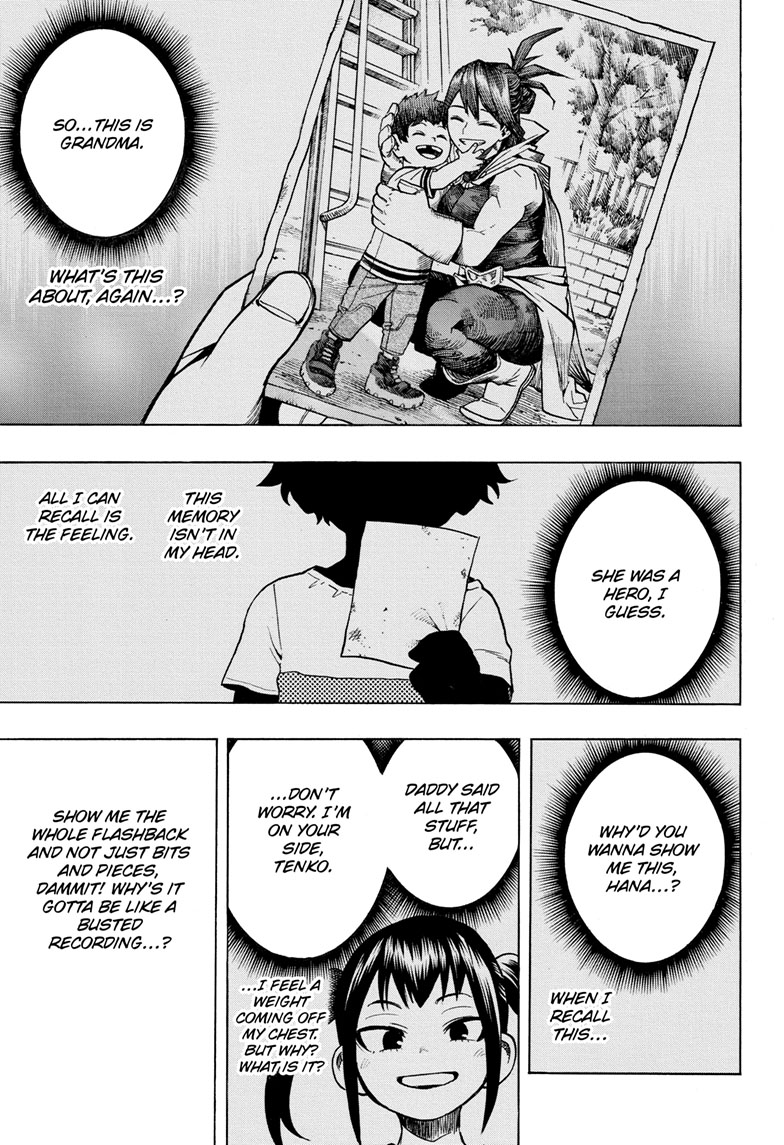 SO...THIS IS
GRANDMA.
WHAT'S THIS
ABOUT, AGAIN...?
SHE WAS A
HERO, I
GUESS.
THIS
MEMORY
ISN'T IN
MY HEAD.
ALL I CAN
RECALL IS
THE FEELING.
WHY'D YOU
WANNA SHOW
ME THIS,
HANA...?
WHEN I
RECALL
THIS...
DADDY SAID
ALL THAT
STUFF,
BUT...
...DON'T
WORRY. I'M
ON YOUR
SIDE,
TENKO.
...I FEEL A
WEIGHT
COMING OFF
MY CHEST.
BUT WHY?
WHAT IS IT?
SHOW ME THE
WHOLE FLASHBACK
AND NOT JUST BITS
AND PIECES,
DAMMIT! WHY'S IT
GOTTA BE LIKE A
BUSTED
RECORDING...?